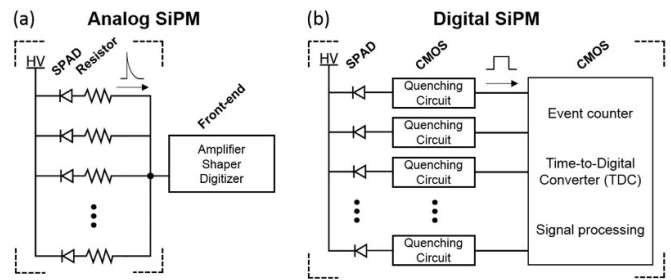 (a)
Analog SiPM
HV
SPAD
Resistor
Front-end
Amplifier
Shaper
Digitizer
(b)
Digital SiPM
HV
SPAD
CMOS
CMOS
Quenching
Circuit
Quenching
Circuit
Quenching
Circuit
Quenching
Circuit
Event counter
Time-to-Digital
Converter (TDC)
Signal processing